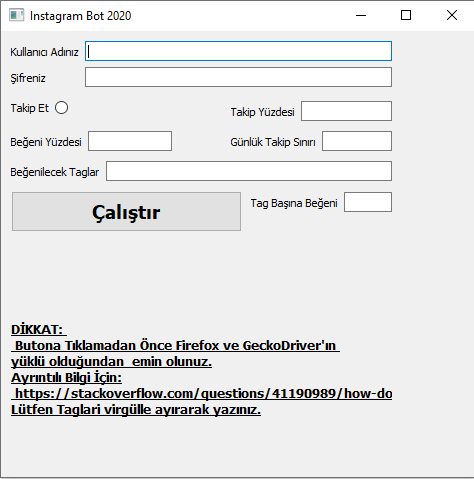 Instagram Bot 2020
Kullanıcı Adınız
Şifreniz
Takip Et
Takip Yüzdesi
Beğeni Yüzdesi
Günlük Takip Sınırı
Beğenilecek Taglar
Çalıştır
Tag Başına Beğeni
DİKKAT:
Butona Tıklamadan Önce Firefox ve GeckoDriver'ın
yüklü olduğundan emin olunuz.
Ayrıntılı Bilgi İçin:
https://stackoverflow.com/questions/41190989/how-do
Lütfen Taglari virgülle ayırarak yazınız.